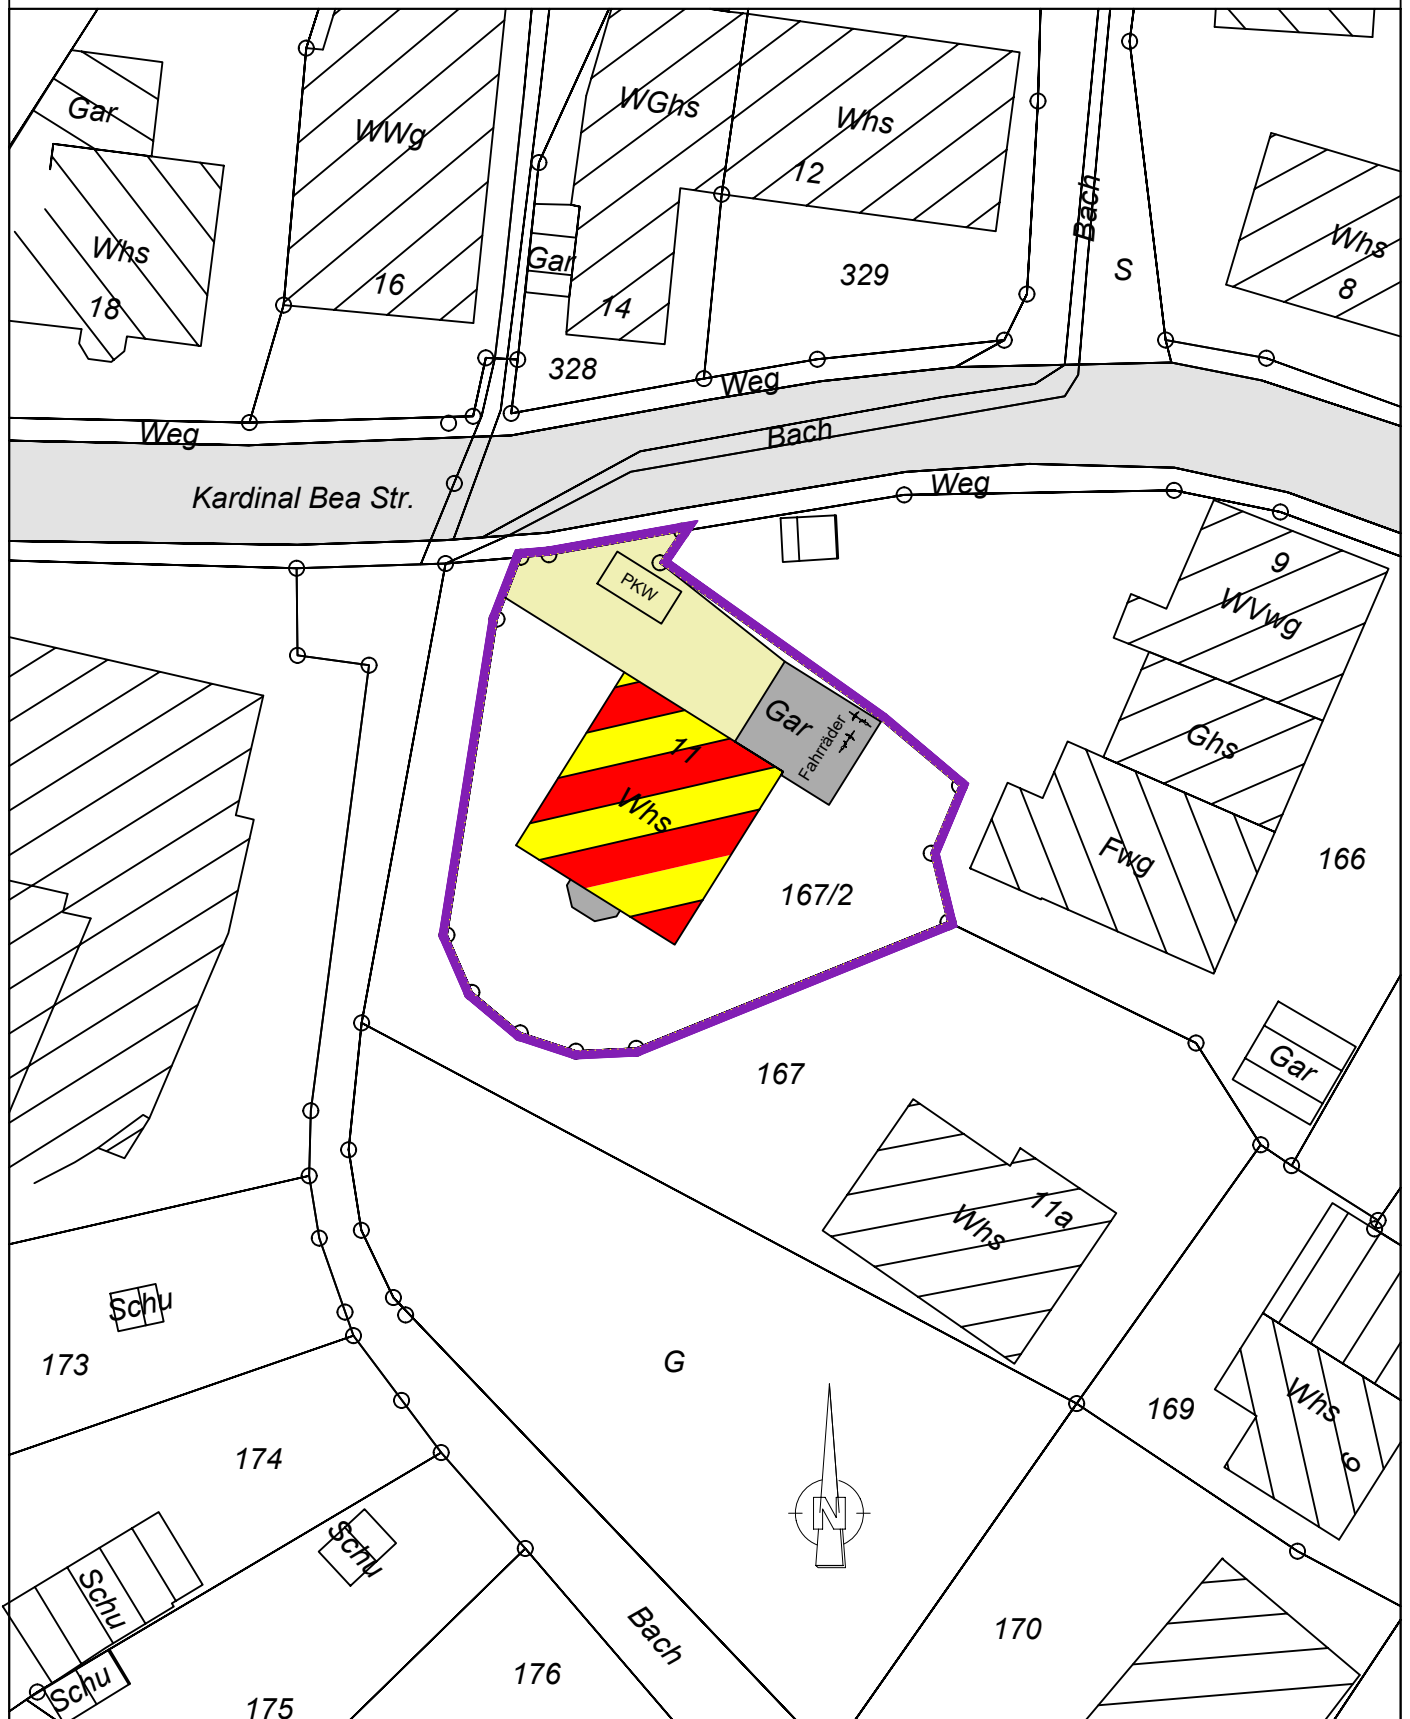 Gar
WWg
WGhs
Whs
12
Bach
Whs
18
16
Gar
14
329
S
Whs
8
328
Weg
Weg
Bach
Kardinal Bea Str.
Weg
PKW
9
WVwg
Gar
Fahrräder
11
Whs
Ghs
Fwg
166
167/2
167
Gar
11a
Whs
Schu
173
G
169
Whs
6
174
N
Schu
Schu
Bach
170
Schu
175
176